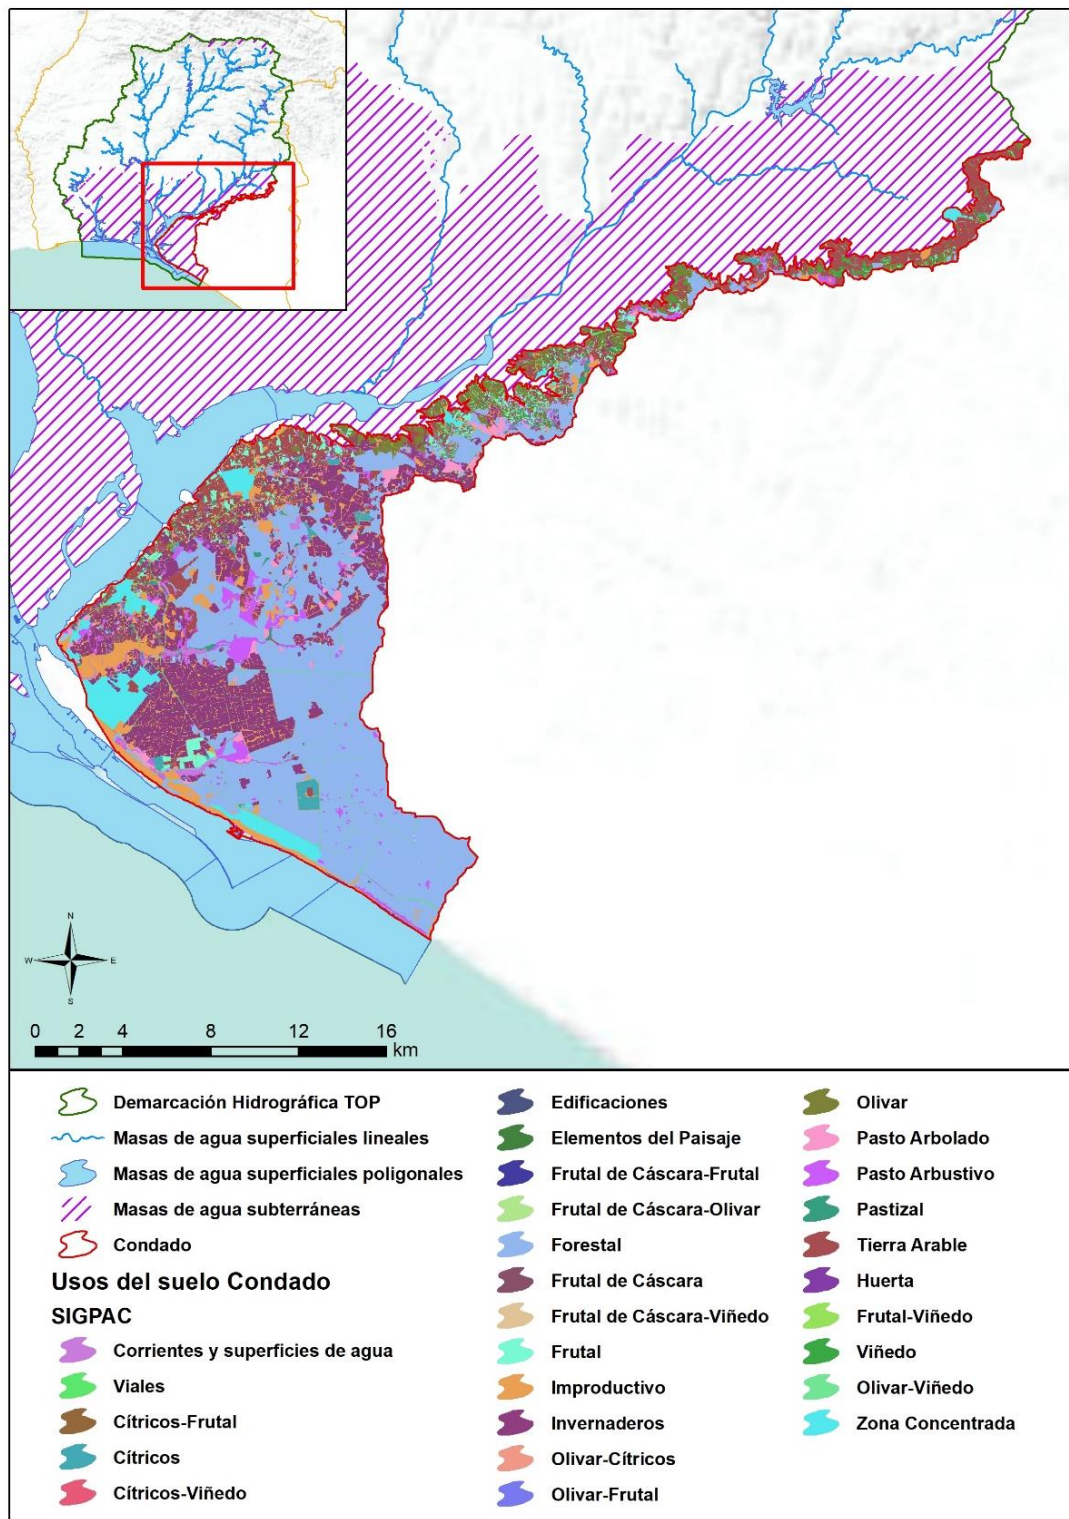 N
W
E
S
0 2 4 8 12 16
km
Demarcación Hidrográfica TOP
Masas de agua superficiales lineales
Masas de agua superficiales poligonales
Masas de agua subterráneas
Condado
Usos del suelo Condado
SIGPAC
Corrientes y superficies de agua
Viales
Cítricos-Frutal
Cítricos
Cítricos-Viñedo
Edificaciones
Elementos del Paisaje
Frutal de Cáscara-Frutal
Frutal de Cáscara-Olivar
Forestal
Frutal de Cáscara
Frutal de Cáscara-Viñedo
Frutal
Improductivo
Invernaderos
Olivar-Cítricos
Olivar-Frutal
Olivar
Pasto Arbolado
Pasto Arbustivo
Pastizal
Tierra Arable
Huerta
Frutal-Viñedo
Viñedo
Olivar-Viñedo
Zona Concentrada